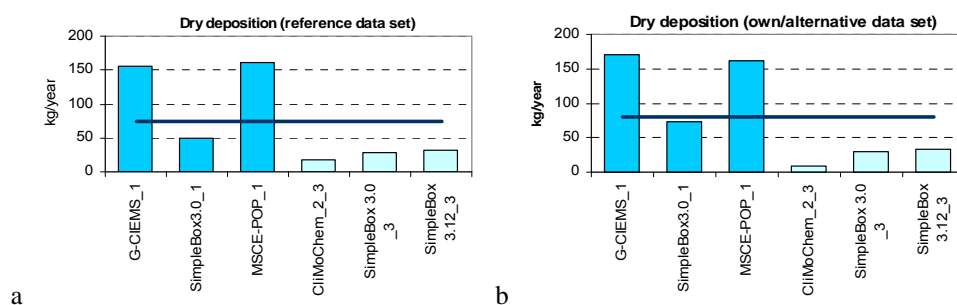 Dry deposition (reference data set)
kg/year
200
150
100
50
0
G-CIEMS_1
SimpleBox3.0_1
MSCE-POP_1
CliMoChem_2_3
SimpleBox 3.0
_3
SimpleBox
3.12_3
a
Dry deposition (own/alternative data set)
kg/year
200
150
100
50
0
G-CIEMS_1
SimpleBox3.0_1
MSCE-POP_1
CliMoChem_2_3
SimpleBox 3.0
_3
SimpleBox
3.12_3
b